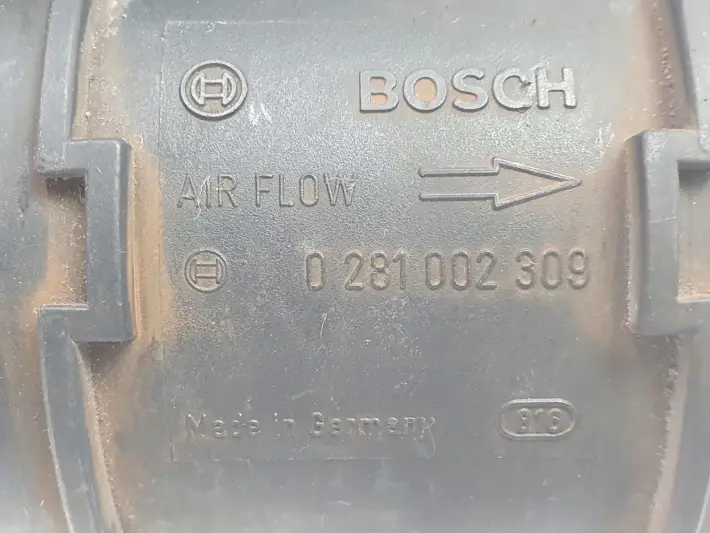 BOSCH
AIR FLOW
0 281 002 309
Made in Germany